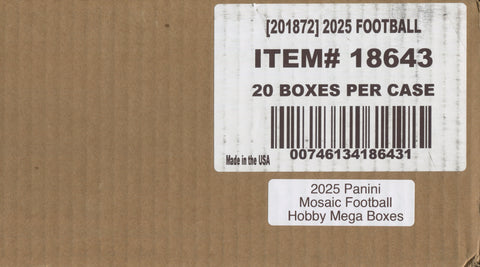 [201872] 2025 FOOTBALL
ITEM# 18643
20 BOXES PER CASE
Made in the USA
00746134186431
2025 Panini
Mosaic Football
Hobby Mega Boxes